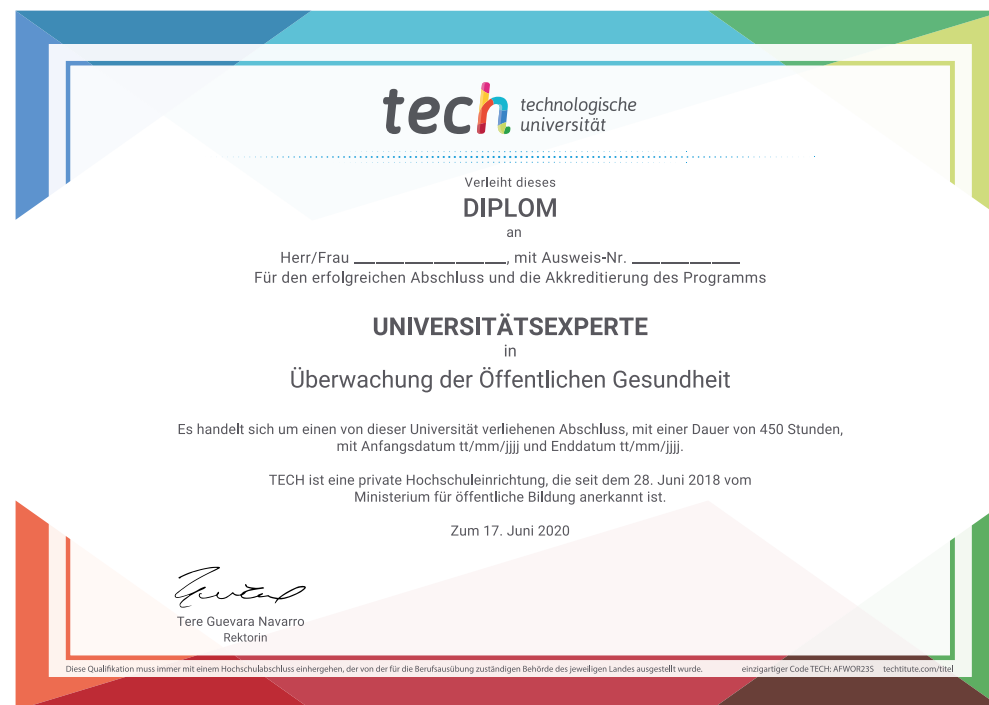 tech technologische
universität
Verleiht dieses
DIPLOM
an
Herr/Frau _______________, mit Ausweis-Nr. ___________
Für den erfolgreichen Abschluss und die Akkreditierung des Programms
UNIVERSITÄTSEXPERTE
in
Überwachung der Öffentlichen Gesundheit
Es handelt sich um einen von dieser Universität verliehenen Abschluss, mit einer Dauer von 450 Stunden,
mit Anfangsdatum tt/mm/jjjj und Enddatum tt/mm/jjjj.
TECH ist eine private Hochschuleinrichtung, die seit dem 28. Juni 2018 vom
Ministerium für öffentliche Bildung anerkannt ist.
Zum 17. Juni 2020
Tere Guevara Navarro
Rektorin
Diese Qualifikation muss immer mit einem Hochschulabschluss einhergehen, der von der für die Berufsausübung zuständigen Behörde des jeweiligen Landes ausgestellt wurde. einzigartiger Code TECH: AFWOR23S techtitute.com/titel